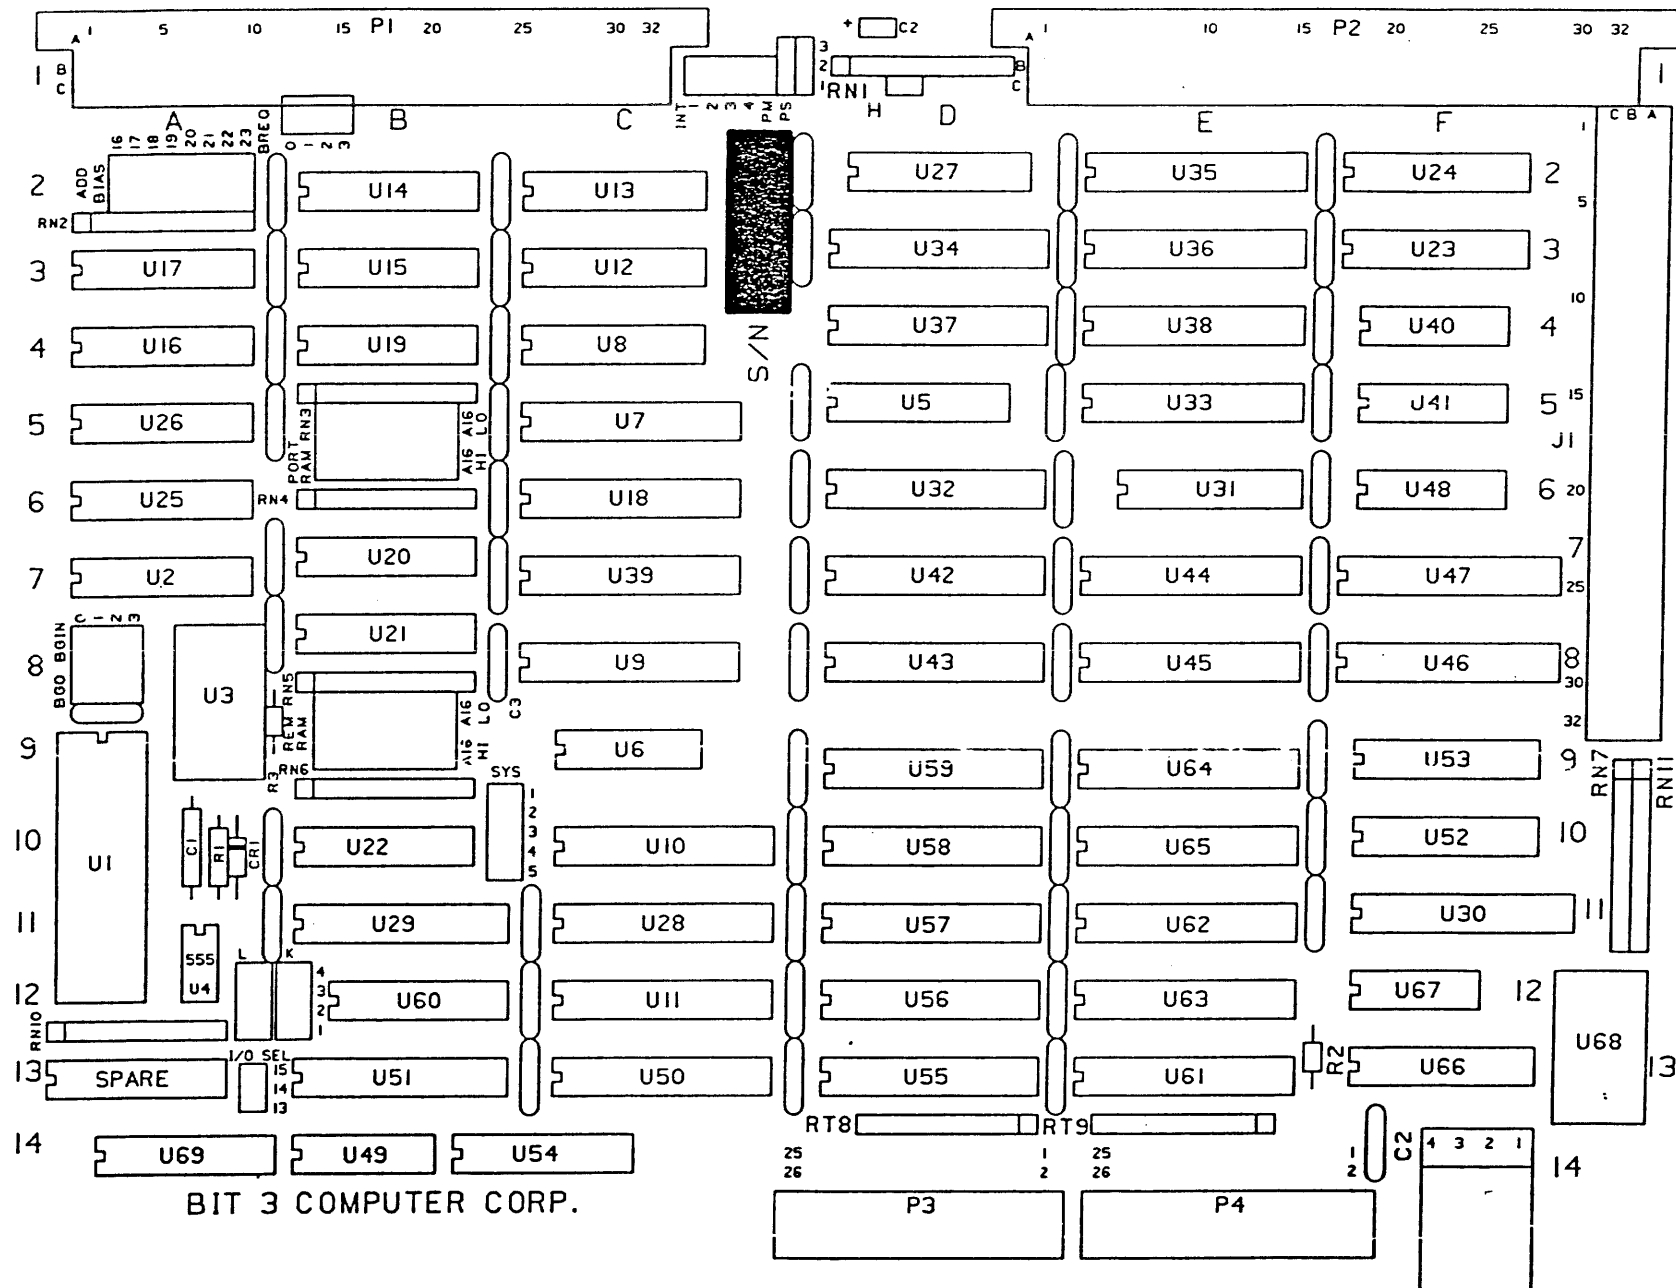 1 5 10 15 P1 20 25 30 32
A
B
C
1
+ C2
3
2
1
RN1
H
1 10 15 P2 20 25 30 32
A
B
C
1
A B C D E F
INT 1 2 3 4 PM PS
C B A
16 17 18 19 20 21 22 23 BREQ
0 1 2 3
ADD BIAS
RN2
2 U14 U13 U27 U35 U24 2
1
5
3 U17 U15 U12 U34 U36 U23 3
10
4 U16 U19 U8 U37 U38 U40 4
S/N
5 U26 U7 U5 U33 U41 5 15
J1
PORT RAM RN3
A16 LO
A16 HI
6 U25 RN4 U18 U32 U31 U48 6 20
7 U2 U20 U39 U42 U44 U47 7
25
BGO BGIN
C 1 2 3
8 U3 U21 U9 U43 U45 U46 8
30
32
REM RAM RN5
A16 LO
A16 HI
C3
R3
RN6
9 U6 U59 U64 U53 9
RN7 RN11
SYS
1
2
3
4
5
10 U1 C1 R1 CR1 U22 U10 U58 U65 U52 10
11 U29 U28 U57 U62 U30 11
555
U4
L K
4
3
2
1
12 U60 U11 U56 U63 U67 12
RN10
I/O SEL
15
14
13
13 SPARE U51 U50 U55 U61 R2 U66 U68 13
RT8 RT9
14 U69 U49 U54
25
26
1
2
25
26
1
2
C2
4 3 2 1
14
BIT 3 COMPUTER CORP.
P3 P4